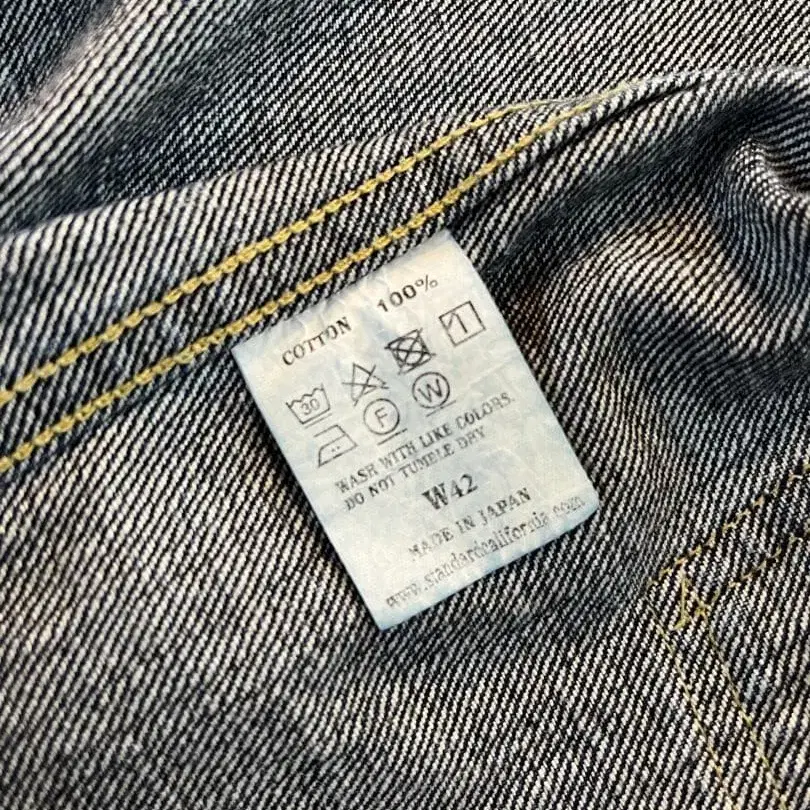 COTTON 100%
30
F W
WASH WITH LIKE COLORS.
DO NOT TUMBLE DRY
W42
MADE IN JAPAN
www.standardcalifornia.com